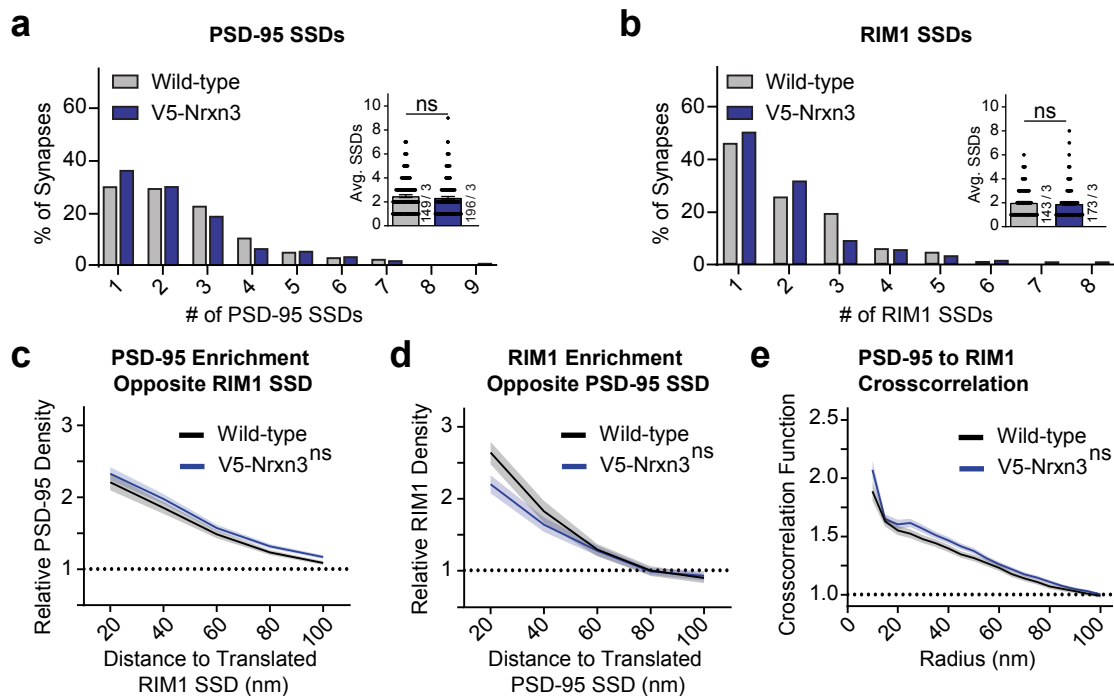 a
PSD-95 SSDs
Wild-type
V5-Nrxn3
% of Synapses
60
40
20
0
1 2 3 4 5 6 7 8 9
# of PSD-95 SSDs
ns
Avg. SSDs
10
8
6
4
2
0
149 / 3
196 / 3
b
RIM1 SSDs
Wild-type
V5-Nrxn3
% of Synapses
60
40
20
0
1 2 3 4 5 6 7 8
# of RIM1 SSDs
ns
Avg. SSDs
10
8
6
4
2
0
143 / 3
173 / 3
c
PSD-95 Enrichment
Opposite RIM1 SSD
Wild-type
V5-Nrxn3
ns
Relative PSD-95 Density
3
2
1
20 40 60 80 100
Distance to Translated
RIM1 SSD (nm)
d
RIM1 Enrichment
Opposite PSD-95 SSD
Wild-type
V5-Nrxn3
ns
Relative RIM1 Density
3
2
1
20 40 60 80 100
Distance to Translated
PSD-95 SSD (nm)
e
PSD-95 to RIM1
Crosscorrelation
Wild-type
V5-Nrxn3
ns
Crosscorrelation Function
2.5
2.0
1.5
1.0
0 20 40 60 80 100
Radius (nm)